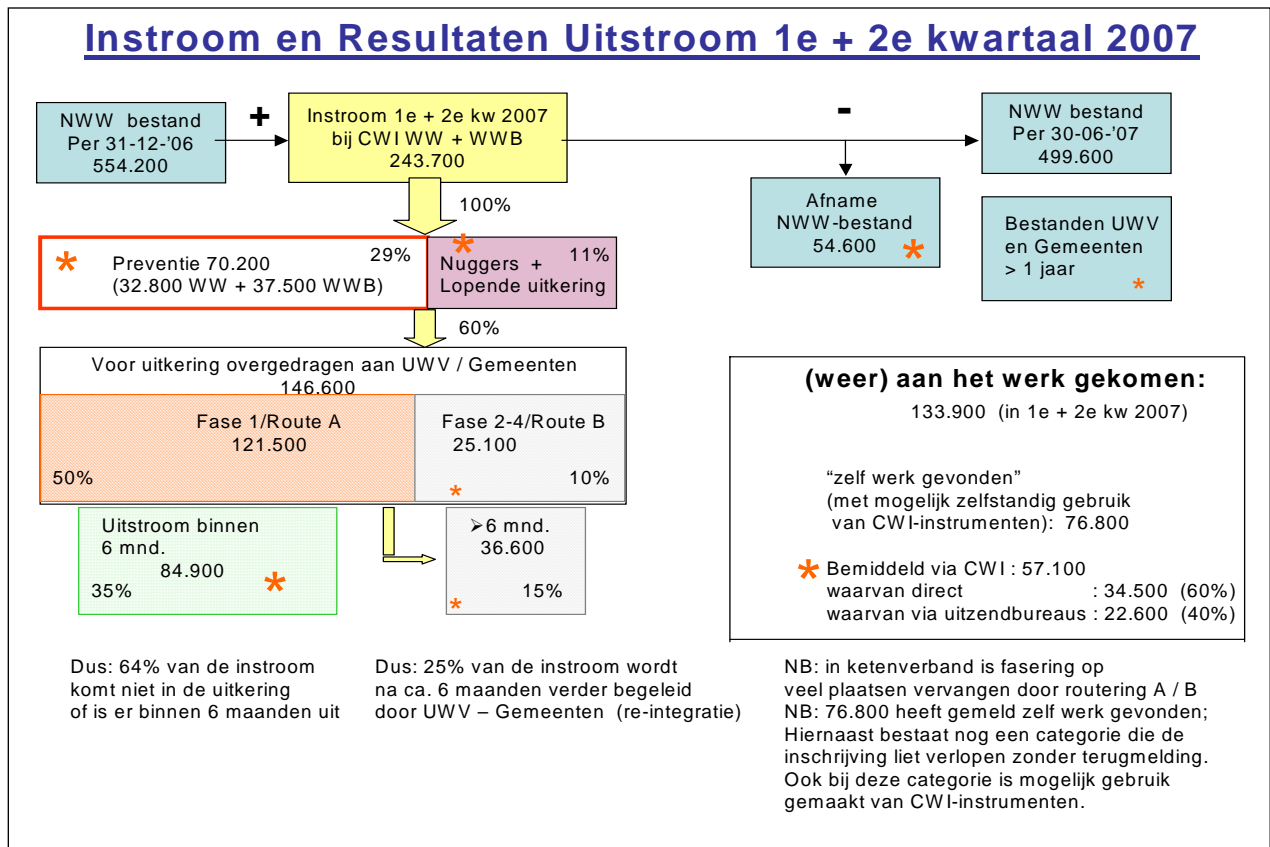 Instroom en Resultaten Uitstroom 1e + 2e kwartaal 2007
NWW bestand
Per 31-12-'06
554.200
+
Instroom 1e + 2e kw 2007
bij CWI WW + WWB
243.700
-
NWW bestand
Per 30-06-'07
499.600
100%
Afname
NWW-bestand
54.600 *
Bestanden UWV
en Gemeenten
> 1 jaar
*
* Preventie 70.200
(32.800 WW + 37.500 WWB)
29%
*
11%
Nuggers +
Lopende uitkering
60%
Voor uitkering overgedragen aan UWV / Gemeenten
146.600
Fase 1/Route A
121.500
50%
Fase 2-4/Route B
25.100
* 10%
Uitstroom binnen
6 mnd.
84.900 *
35%
➢6 mnd.
36.600
15%
*
(weer) aan het werk gekomen:
133.900 (in 1e + 2e kw 2007)
“zelf werk gevonden”
(met mogelijk zelfstandig gebruik
van CWI-instrumenten): 76.800
* Bemiddeld via CWI : 57.100
waarvan direct : 34.500 (60%)
waarvan via uitzendbureaus : 22.600 (40%)
Dus: 64% van de instroom
komt niet in de uitkering
of is er binnen 6 maanden uit
Dus: 25% van de instroom wordt
na ca. 6 maanden verder begeleid
door UWV – Gemeenten (re-integratie)
NB: in ketenverband is fasering op
veel plaatsen vervangen door routering A / B
NB: 76.800 heeft gemeld zelf werk gevonden;
Hiernaast bestaat nog een categorie die de
inschrijving liet verlopen zonder terugmelding.
Ook bij deze categorie is mogelijk gebruik
gemaakt van CWI-instrumenten.